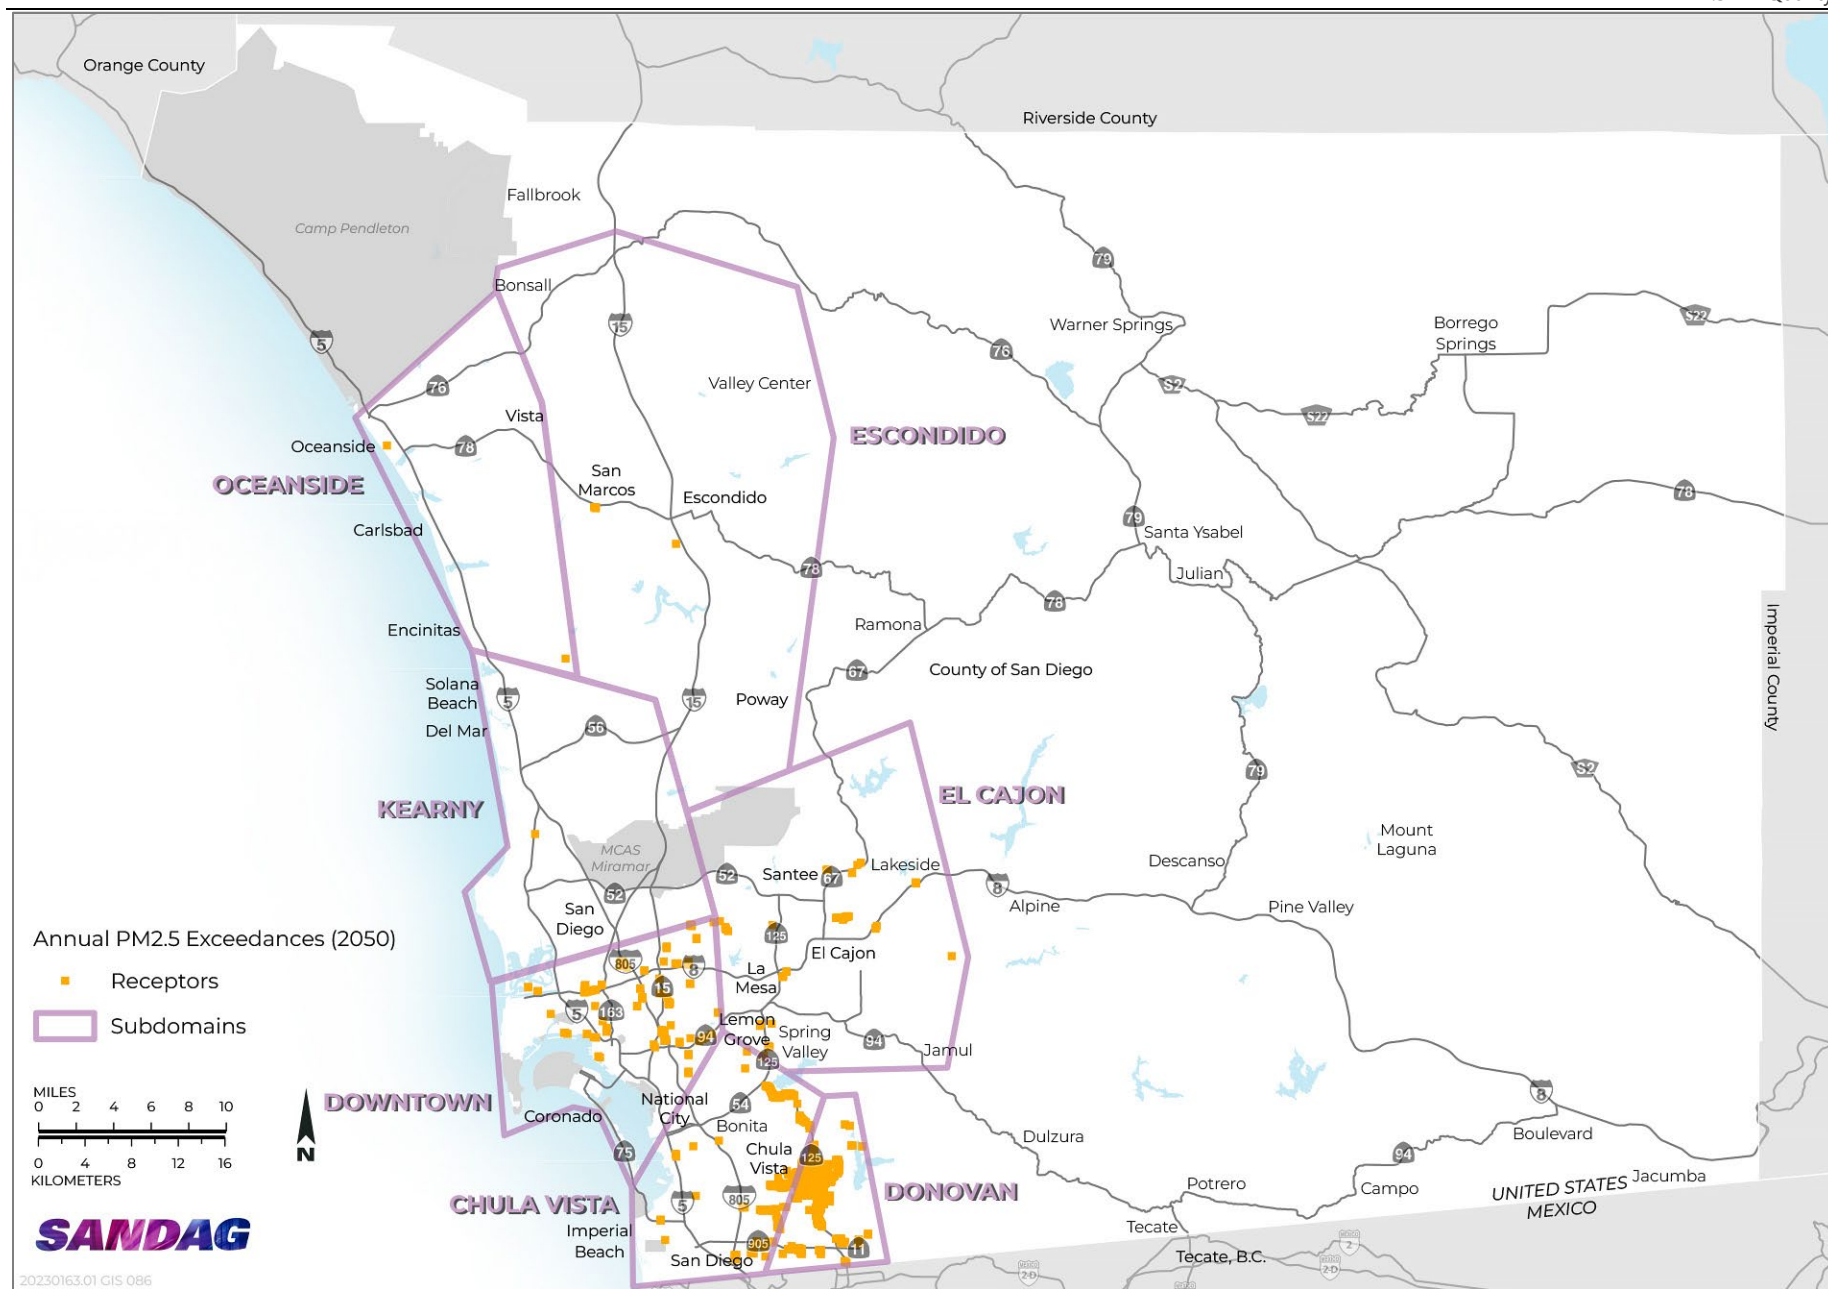 Orange County
Riverside County
Fallbrook
Camp Pendleton
79
Bonsall
15
5
Warner Springs
Borrego
Springs
S22
76
76
Valley Center
S2
S22
Vista
ESCONDIDO
Oceanside
78
OCEANSIDE
San
Marcos
Escondido
78
Carlsbad
79
Santa Ysabel
78
Julian
78
Encinitas
Ramona
Imperial County
67
County of San Diego
Solana
Beach
5
15
Poway
Del Mar
56
79
S2
EL CAJON
KEARNY
MCAS
Miramar
Mount
Laguna
Descanso
Lakeside
52
Santee
67
8
52
Alpine
Pine Valley
San
Diego
125
Annual PM2.5 Exceedances (2050)
Receptors
Subdomains
805
8
El Cajon
La
Mesa
15
5
163
Lemon
Grove
94
Spring
Valley
94
Jamul
125
MILES
0 2 4 6 8 10
0 4 8 12 16
KILOMETERS
N
DOWNTOWN
Coronado
National
City
54
Bonita
8
Boulevard
Dulzura
75
Chula
Vista
125
94
Jacumba
CHULA VISTA
5
805
DONOVAN
Potrero
Campo
UNITED STATES
MEXICO
Imperial
Beach
Tecate
San Diego
905
11
Tecate, B.C.
2
2D
2D
SANDAG
20230163.01 GIS 086